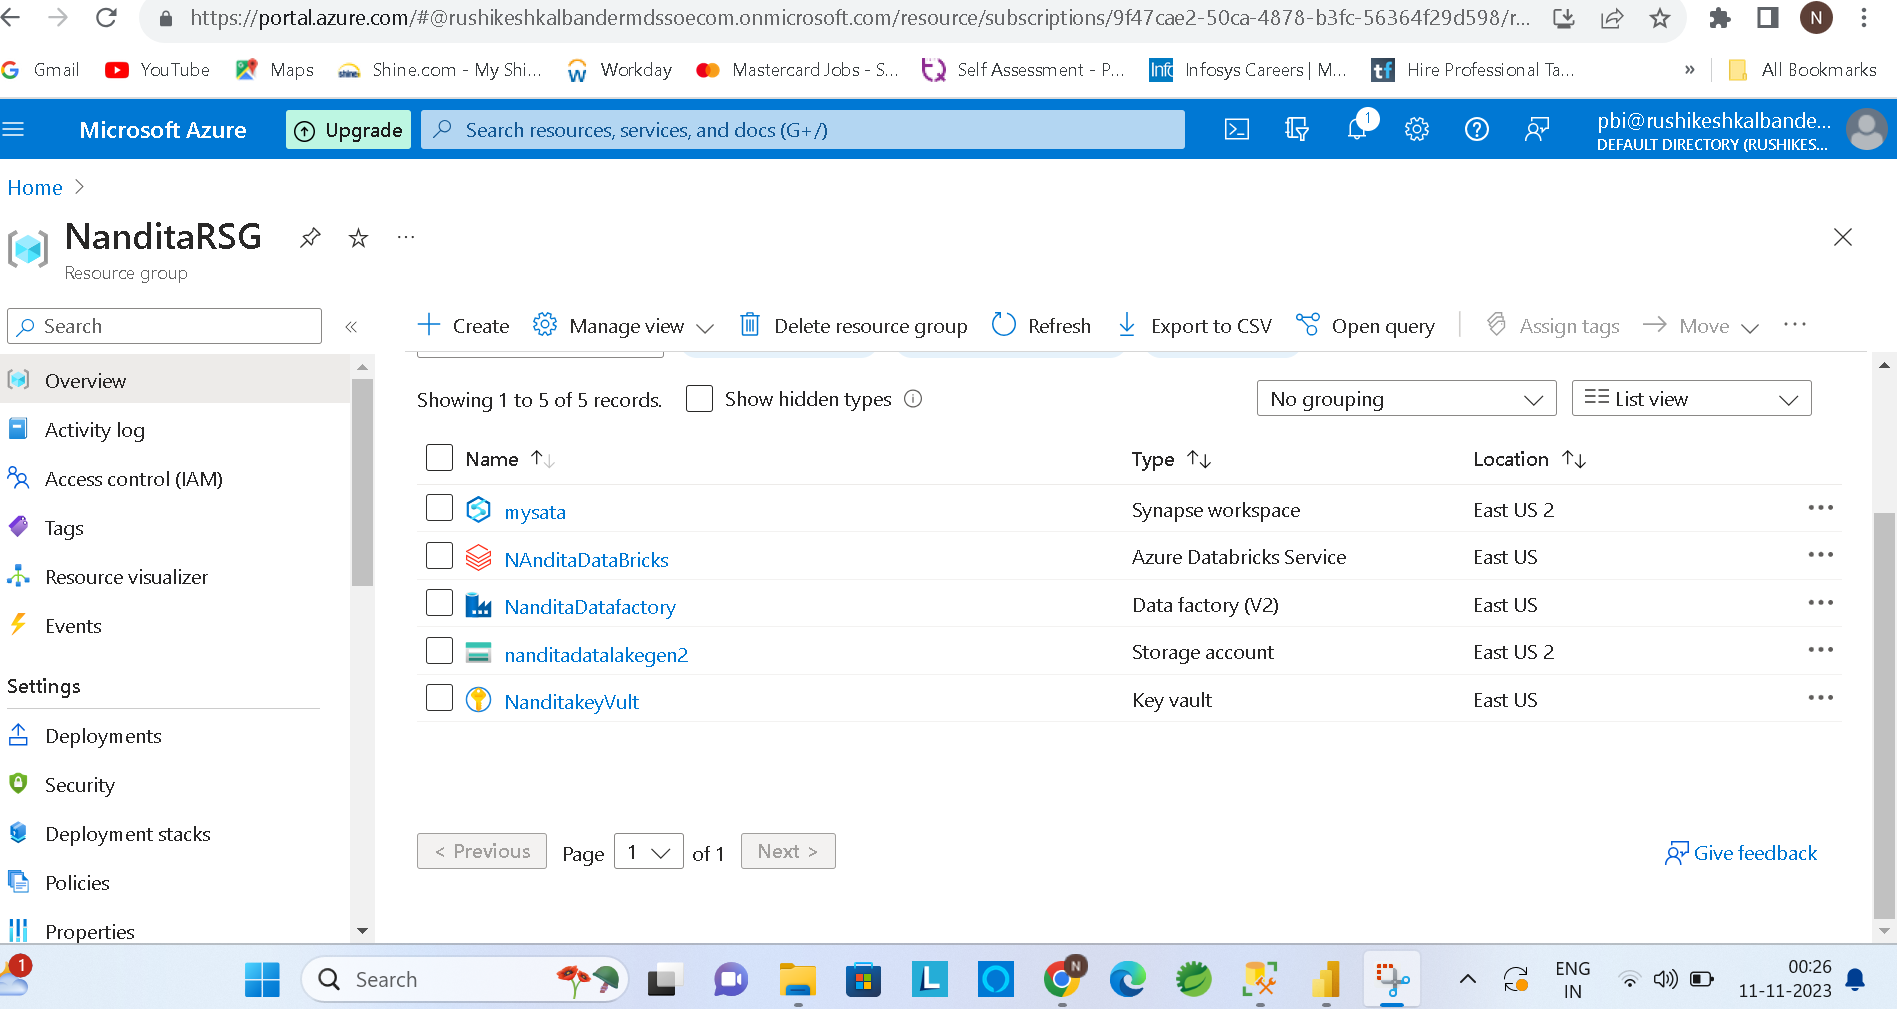 https://portal.azure.com/#@rushikeshkalbandermdssoecom.onmicrosoft.com/resource/subscriptions/9f47cae2-50ca-4878-b3fc-56364f29d598/r...
N
Gmail YouTube Maps Shine.com - My Shi... Workday Mastercard Jobs - S... Self Assessment - P... Infosys Careers | M... Hire Professional Ta... » All Bookmarks
Microsoft Azure Upgrade Search resources, services, and docs (G+/) 1 pbi@rushikeshkalbande...
DEFAULT DIRECTORY (RUSHIKES...
Home >
NanditaRSG ...
Resource group
Search «
Create Manage view Delete resource group Refresh Export to CSV Open query Assign tags Move ...
Overview
Activity log
Access control (IAM)
Tags
Resource visualizer
Events
Settings
Deployments
Security
Deployment stacks
Policies
Properties
Showing 1 to 5 of 5 records. Show hidden types No grouping List view
Name Type Location
mysata Synapse workspace East US 2 ...
NAnditaDataBricks Azure Databricks Service East US ...
NanditaDatafactory Data factory (V2) East US ...
nanditadatalakegen2 Storage account East US 2 ...
NanditakeyVult Key vault East US ...
< Previous Page 1 of 1 Next > Give feedback
1 Search N ENG
IN
00:26
11-11-2023